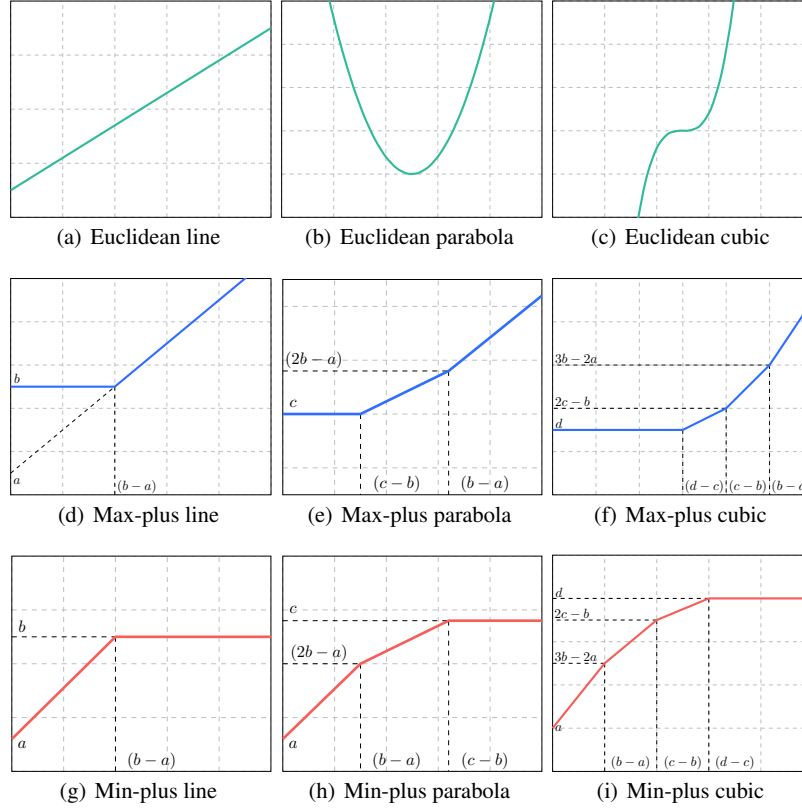 (a) Euclidean line
(b) Euclidean parabola
(c) Euclidean cubic
b
a
(b − a)
(d) Max-plus line
(2b − a)
c
(c − b)
(b − a)
(e) Max-plus parabola
3b − 2a
2c − b
d
(d − c)
(c − b)
(b − a
(f) Max-plus cubic
b
a
(b − a)
(g) Min-plus line
c
(2b − a)
a
(b − a)
(c − b)
(h) Min-plus parabola
d
2c − b
3b − 2a
a
(b − a)
(c − b)
(d − c)
(i) Min-plus cubic